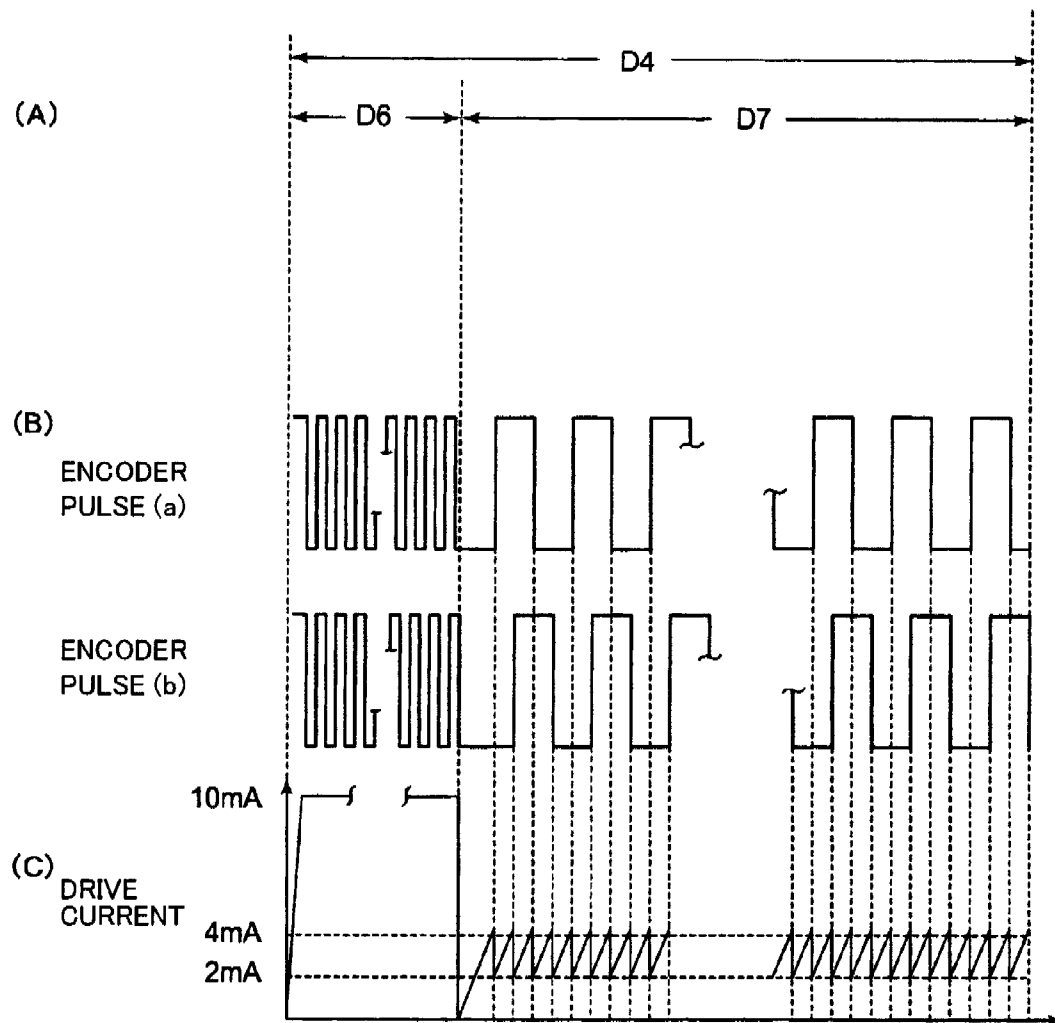 D4
(A)
D6
D7
(B)
ENCODER
PULSE (a)
ENCODER
PULSE (b)
10mA
(C)
DRIVE
CURRENT
4mA
2mA